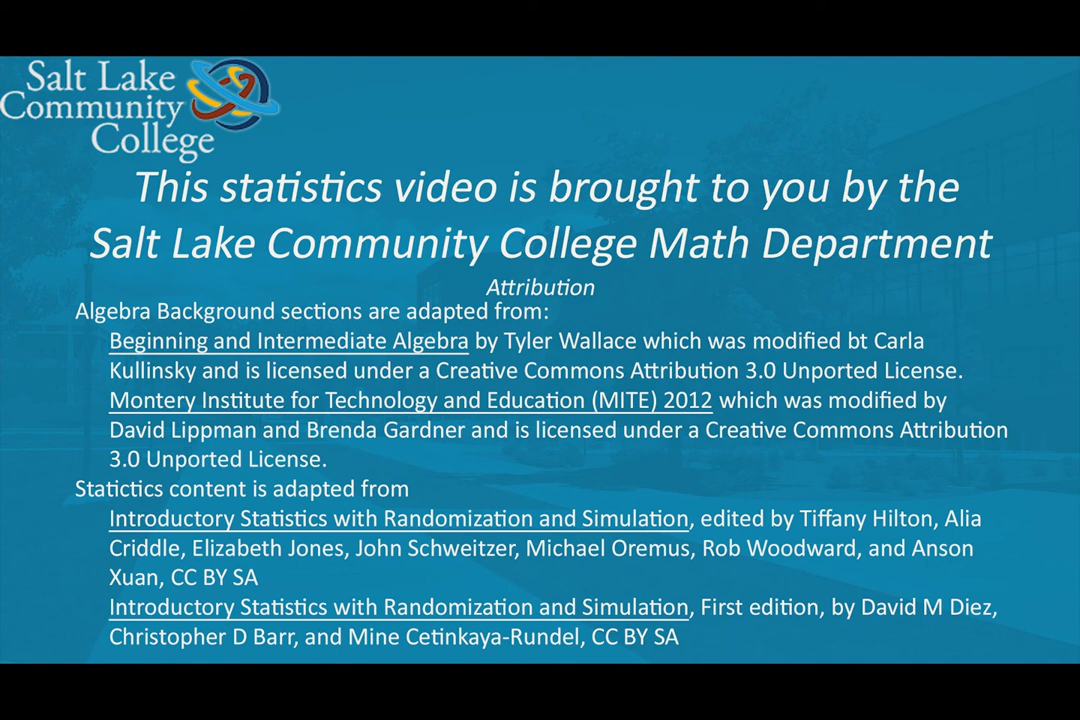 Salt Lake
Community
College
This statistics video is brought to you by the
Salt Lake Community College Math Department
Attribution
Algebra Background sections are adapted from:
Beginning and Intermediate Algebra by Tyler Wallace which was modified bt Carla
Kullinsky and is licensed under a Creative Commons Attribution 3.0 Unported License.
Montery Institute for Technology and Education (MITE) 2012 which was modified by
David Lippman and Brenda Gardner and is licensed under a Creative Commons Attribution
3.0 Unported License.
Statictics content is adapted from
Introductory Statistics with Randomization and Simulation, edited by Tiffany Hilton, Alia
Criddle, Elizabeth Jones, John Schweitzer, Michael Oremus, Rob Woodward, and Anson
Xuan, CC BY SA
Introductory Statistics with Randomization and Simulation, First edition, by David M Diez,
Christopher D Barr, and Mine Cetinkaya-Rundel, CC BY SA